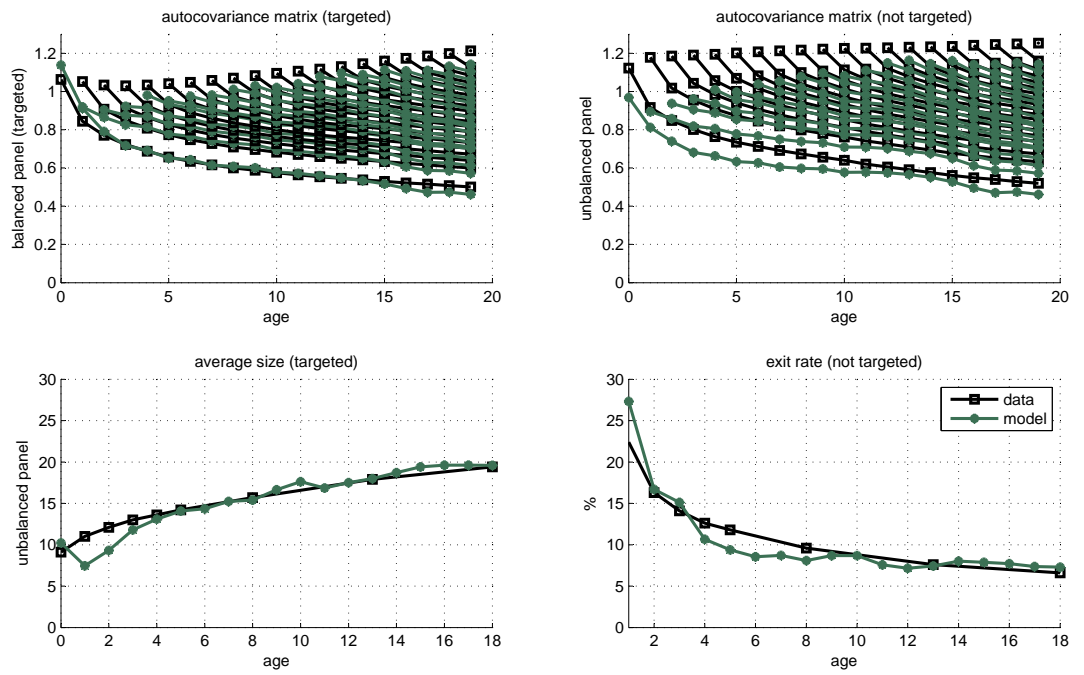 autocovariance matrix (targeted)
balanced panel (targeted)
1.2
1
0.8
0.6
0.4
0.2
0
0 5 10 15 20
age
autocovariance matrix (not targeted)
unbalanced panel
1.2
1
0.8
0.6
0.4
0.2
0
0 5 10 15 20
age
average size (targeted)
unbalanced panel
30
25
20
15
10
5
0
0 2 4 6 8 10 12 14 16 18
age
exit rate (not targeted)
%
30
25
20
15
10
5
0
2 4 6 8 10 12 14 16 18
age
data
model